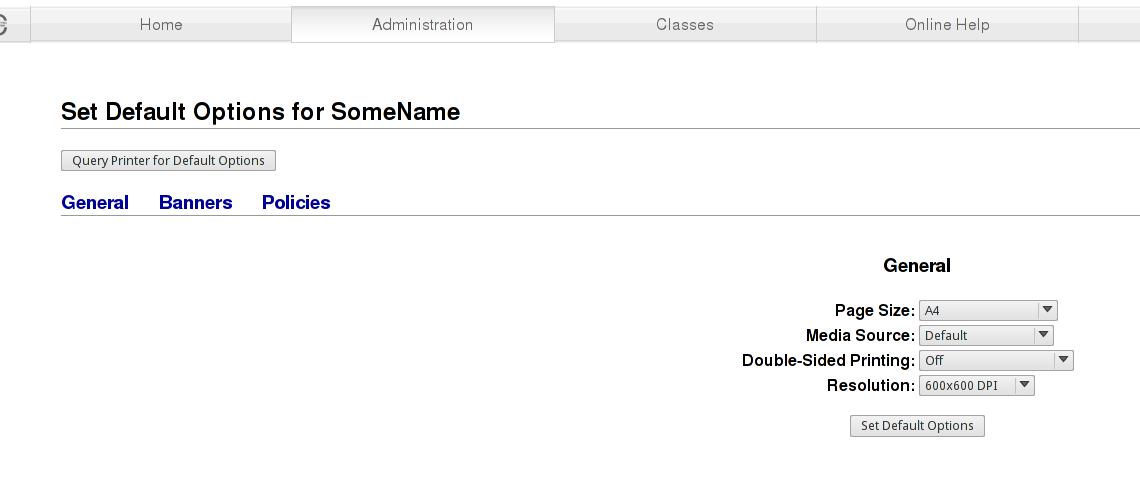 Home Administration Classes Online Help
Set Default Options for SomeName
Query Printer for Default Options
General Banners Policies
General
Page Size: A4
Media Source: Default
Double-Sided Printing: Off
Resolution: 600x600 DPI
Set Default Options